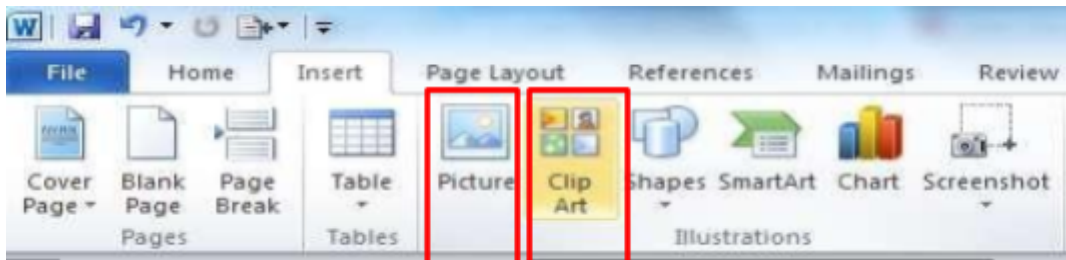 W
File Home Insert Page Layout References Mailings Review
Cover Page Blank Page Page Break Table Picture Clip Art Shapes SmartArt Chart Screenshot
Pages Tables Illustrations